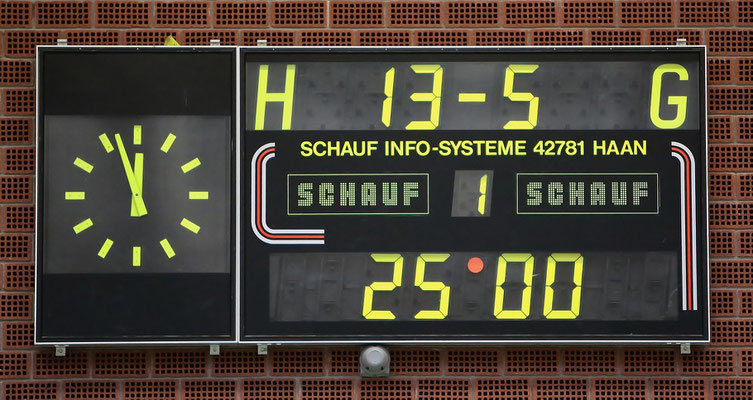 H 13-5 G
SCHAUF INFO-SYSTEME 42781 HAAN
SCHAUF 1 SCHAUF
25:00